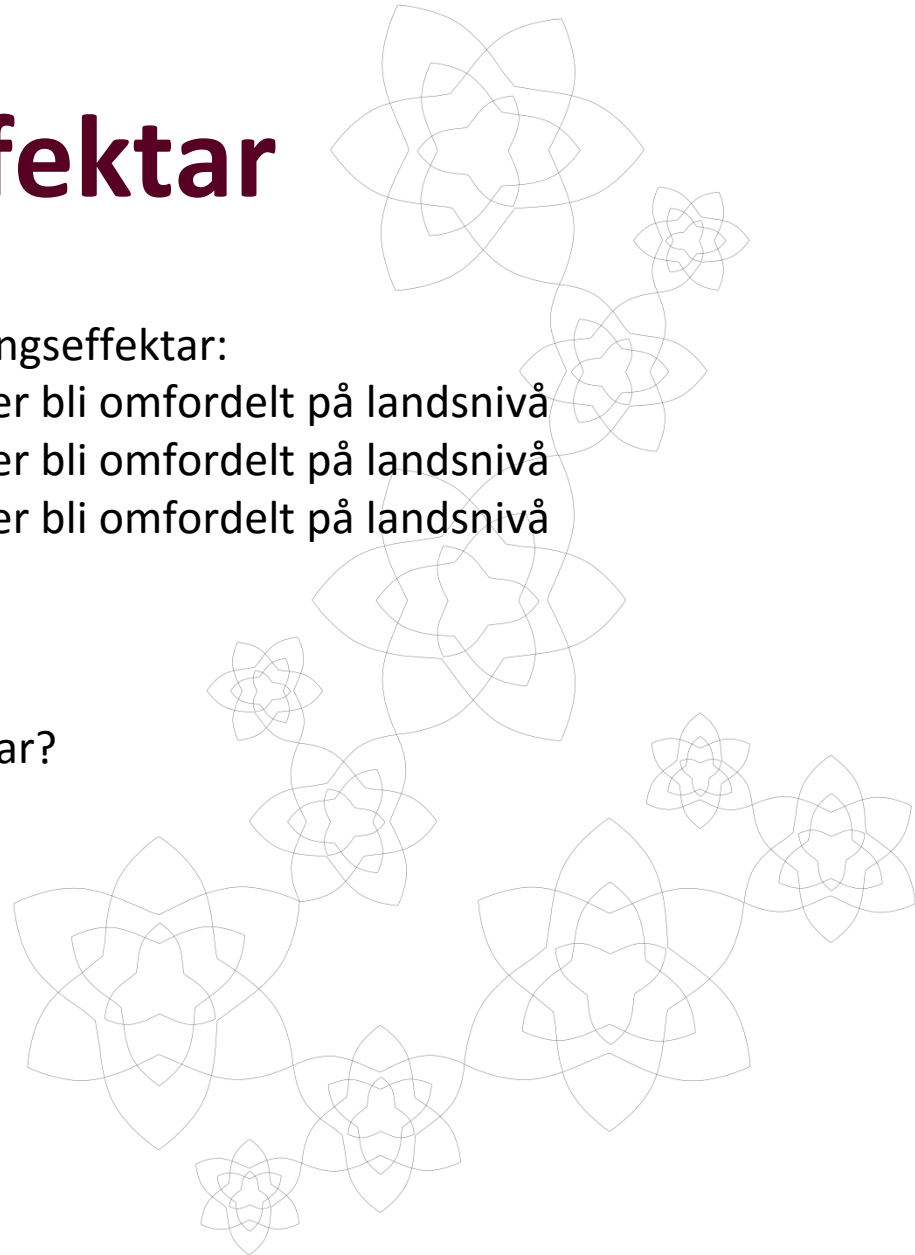 fektar
ngseffektar:
er bli omfordelt på landsnivå
er bli omfordelt på landsnivå
er bli omfordelt på landsnivå
ar?